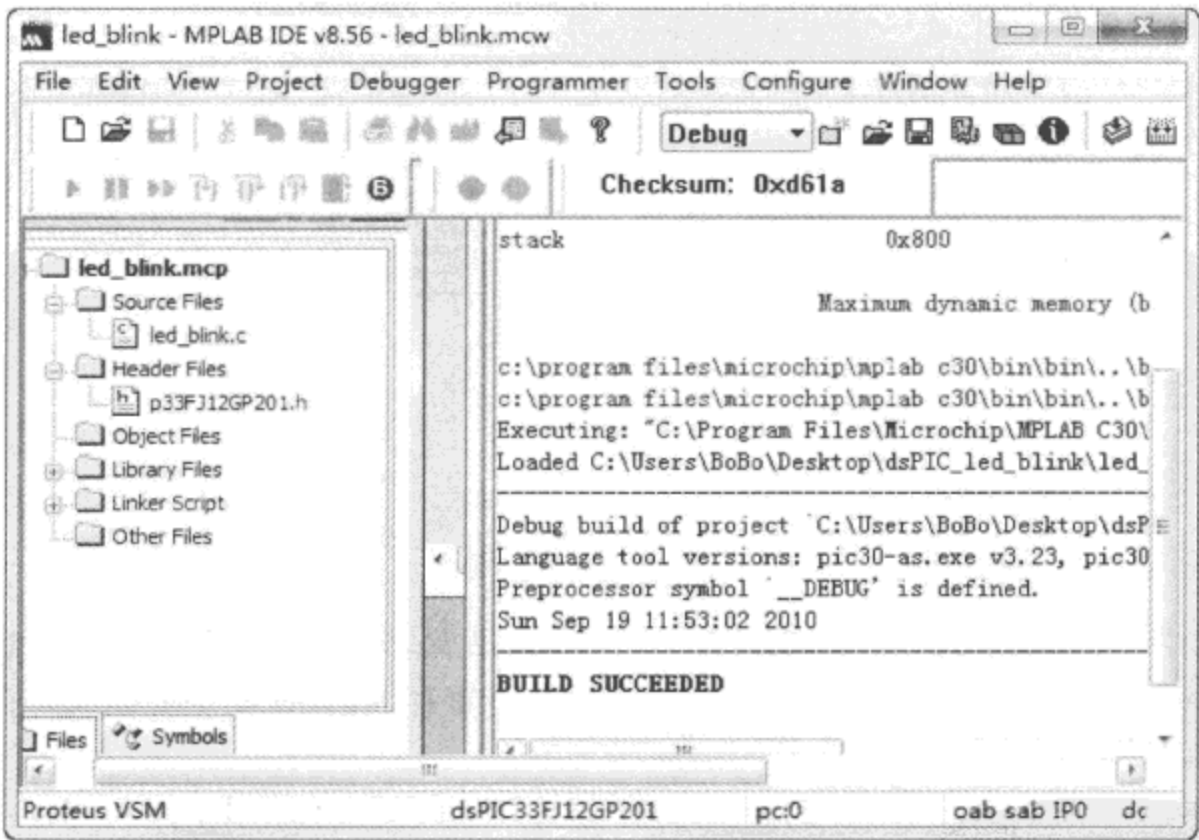 led_blink - MPLAB IDE v8.56 - led_blink.mcw
File Edit View Project Debugger Programmer Tools Configure Window Help
Debug
Checksum: 0xd61a
led_blink.mcp
Source Files
led_blink.c
Header Files
p33FJ12GP201.h
Object Files
Library Files
Linker Script
Other Files
Files Symbols
stack 0x800
Maximum dynamic memory (b
c:\program files\microchip\mplab c30\bin\bin\..\b
c:\program files\microchip\mplab c30\bin\bin\..\b
Executing: "C:\Program Files\Microchip\MPLAB C30\
Loaded C:\Users\BoBo\Desktop\dsPIC_led_blink\led_
Debug build of project `C:\Users\BoBo\Desktop\dsP
Language tool versions: pic30-as.exe v3.23, pic30
Preprocessor symbol `__DEBUG' is defined.
Sun Sep 19 11:53:02 2010
BUILD SUCCEEDED
Proteus VSM dsPIC33FJ12GP201 pc:0 oab sab IP0 dc